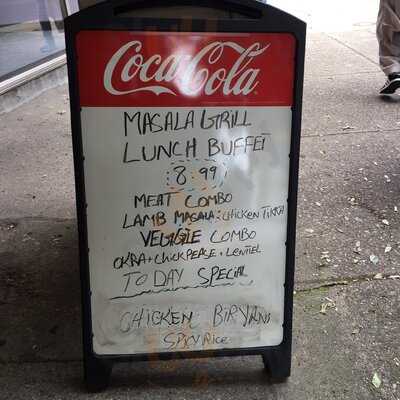 Coca-Cola
MASALA GRILL
LUNCH BUFFET
8.99
MEAT COMBO
LAMB MASALA: CHICKEN TIKKA
VEGGIE COMBO
OKRA + CHICKPEASE + LENTIEL
TO DAY SPECIAL
CHICKEN BIRYANI
SPICY RICE